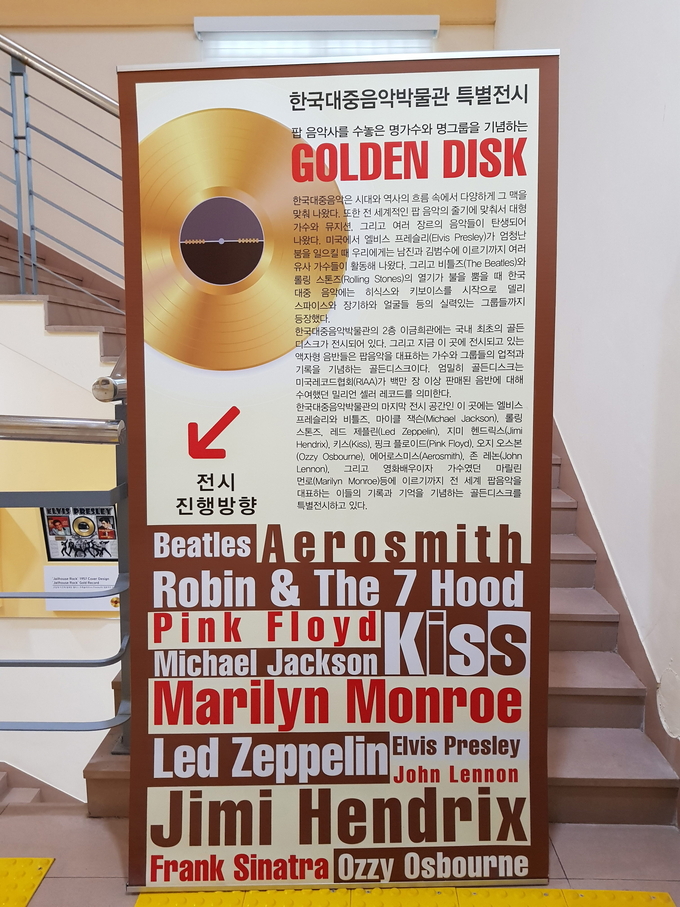 한국대중음악박물관 특별전시
팝 음악사를 수놓은 명가수와 명그룹을 기념하는
GOLDEN DISK
한국대중음악은 시대와 역사의 흐름 속에서 다양하게 그 맥을
맞춰 나왔다. 또한 전 세계적인 팝 음악의 줄기에 맞춰서 대형
가수와 뮤지션, 그리고 여러 장르의 음악들이 탄생되어
나왔다. 미국에서 엘비스 프레슬리(Elvis Presley)가 엄청난
붐을 일으킬 때 우리에게는 남진과 김범수에 이르기까지 여러
유사 가수들이 활동해 나왔다. 그리고 비틀즈(The Beatles)와
롤링 스톤즈(Rolling Stones)의 열기가 불을 뿜을 때 한국
대중 음악에는 히식스와 키보이스를 시작으로 델리
스파이스와 장기하와 얼굴들 등의 실력있는 그룹들까지
등장했다.
한국대중음악박물관의 2층 이금희관에는 국내 최초의 골든
디스크가 전시되어 있다. 그리고 지금 이 곳에 전시되고 있는
액자형 음반들은 팝음악을 대표하는 가수와 그룹들의 업적과
기록을 기념하는 골든디스크이다. 엄밀히 골든디스크는
미국레코드협회(RIAA)가 백만 장 이상 판매된 음반에 대해
수여했던 밀리언 셀러 레코드를 의미한다.
한국대중음악박물관의 마지막 전시 공간인 이 곳에는 엘비스
프레슬리와 비틀즈, 마이클 잭슨(Michael Jackson), 롤링
스톤즈, 레드 제플린(Led Zeppelin), 지미 헨드릭스(Jimi
Hendrix), 키스(Kiss), 핑크 플로이드(Pink Floyd), 오지 오스본
(Ozzy Osbourne), 에어로스미스(Aerosmith), 존 레논(John
Lennon), 그리고 영화배우이자 가수였던 마릴린
먼로(Marilyn Monroe)등에 이르기까지 전 세계 팝음악을
대표하는 이들의 기록과 기억을 기념하는 골든디스크를
특별전시하고 있다.
전시
진행방향
ELVIS PRESLEY
'Jailhouse Rock' 1957 Cover Design
'Jailhouse Rock' Gold Record
Beatles Aerosmith
Robin & The 7 Hood
Pink Floyd Kiss
Michael Jackson
Marilyn Monroe
Led Zeppelin Elvis Presley
John Lennon
Jimi Hendrix
Frank Sinatra Ozzy Osbourne